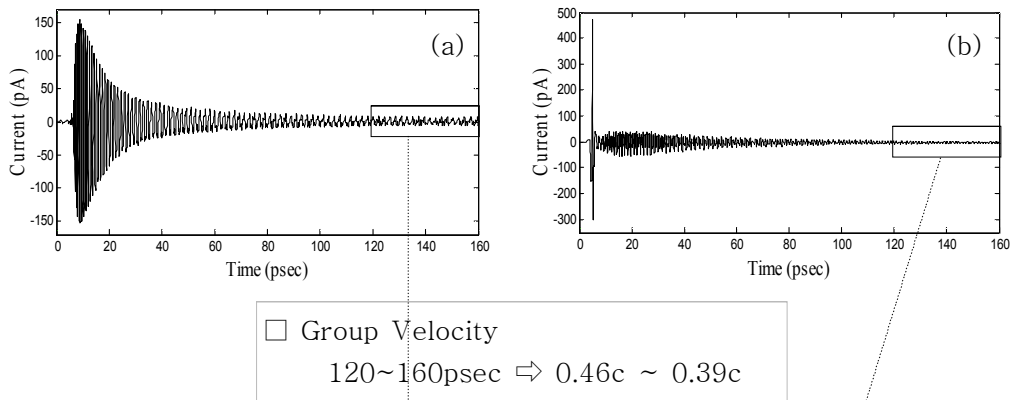 (a)
Current (pA)
150
100
50
0
-50
-100
-150
0 20 40 60 80 100 120 140 160
Time (psec)
(b)
Current (pA)
500
400
300
200
100
0
-100
-200
-300
0 20 40 60 80 100 120 140 160
Time (psec)
□ Group Velocity
120~160psec ⇨ 0.46c ~ 0.39c